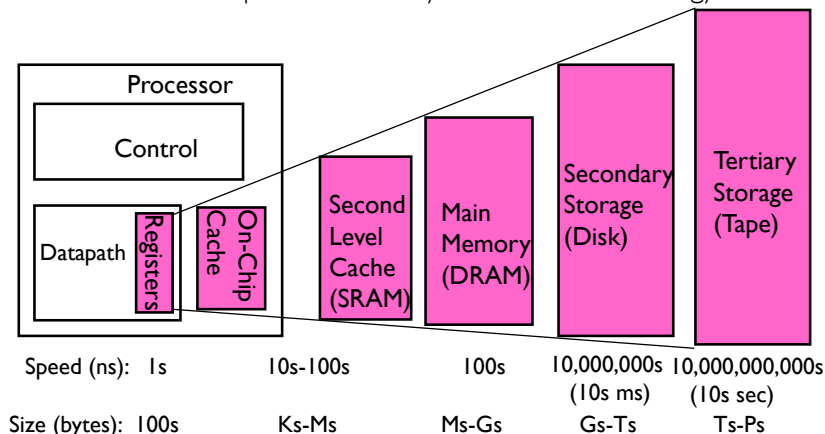 Processor
Control
Datapath
Registers
On-Chip
Cache
Second
Level
Cache
(SRAM)
Main
Memory
(DRAM)
Secondary
Storage
(Disk)
Tertiary
Storage
(Tape)
Speed (ns): 1s 10s-100s 100s 10,000,000s 10,000,000,000s
(10s ms) (10s sec)
Size (bytes): 100s Ks-Ms Ms-Gs Gs-Ts Ts-Ps